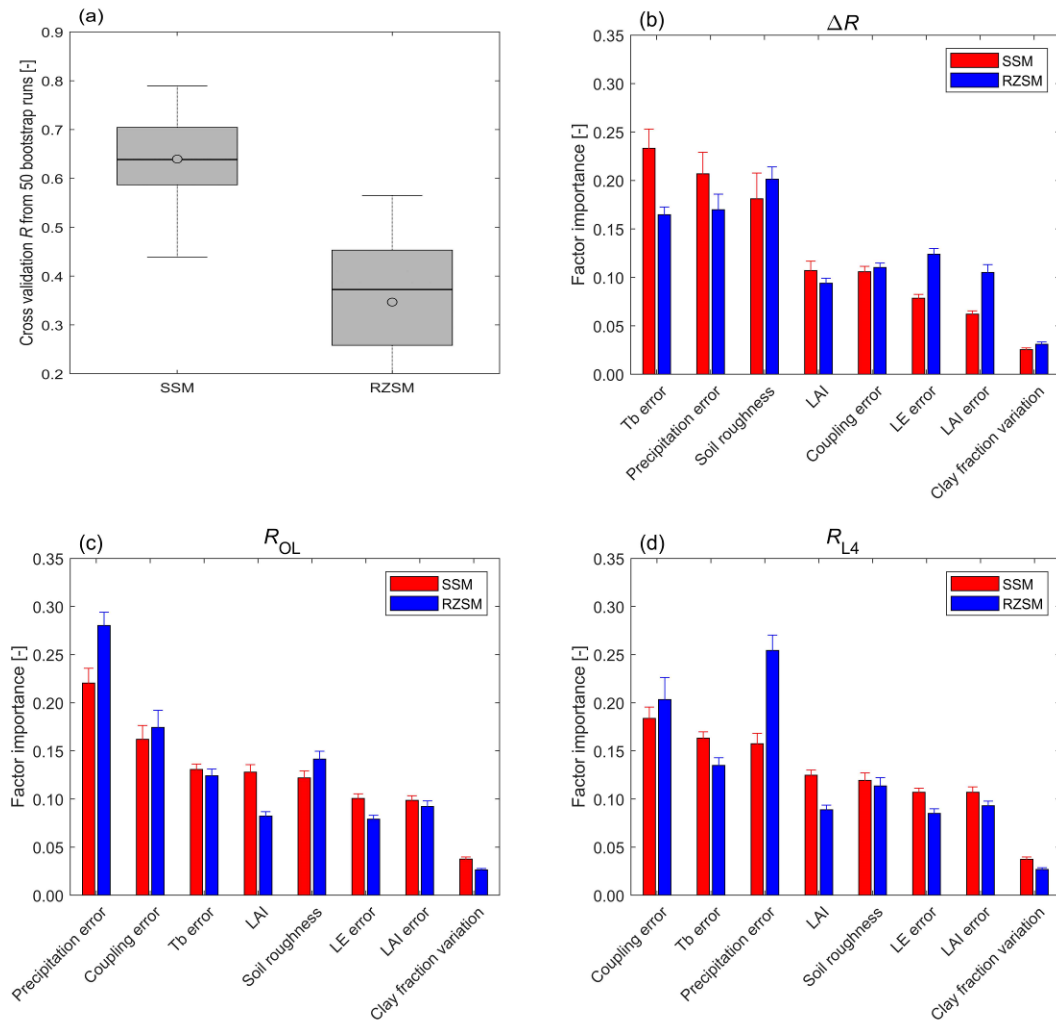 (a)
Cross validation R from 50 bootstrap runs [-]
0.9
0.8
0.7
0.6
0.5
0.4
0.3
0.2
SSM
RZSM
(b)
ΔR
Factor importance [-]
0.35
0.30
0.25
0.20
0.15
0.10
0.05
0.00
SSM
RZSM
Tb error
Precipitation error
Soil roughness
LAI
Coupling error
LE error
LAI error
Clay fraction variation
(c)
R_OL
Factor importance [-]
0.35
0.30
0.25
0.20
0.15
0.10
0.05
0.00
SSM
RZSM
Precipitation error
Coupling error
Tb error
LAI
Soil roughness
LE error
LAI error
Clay fraction variation
(d)
R_L4
Factor importance [-]
0.35
0.30
0.25
0.20
0.15
0.10
0.05
0.00
SSM
RZSM
Coupling error
Tb error
Precipitation error
LAI
Soil roughness
LE error
LAI error
Clay fraction variation